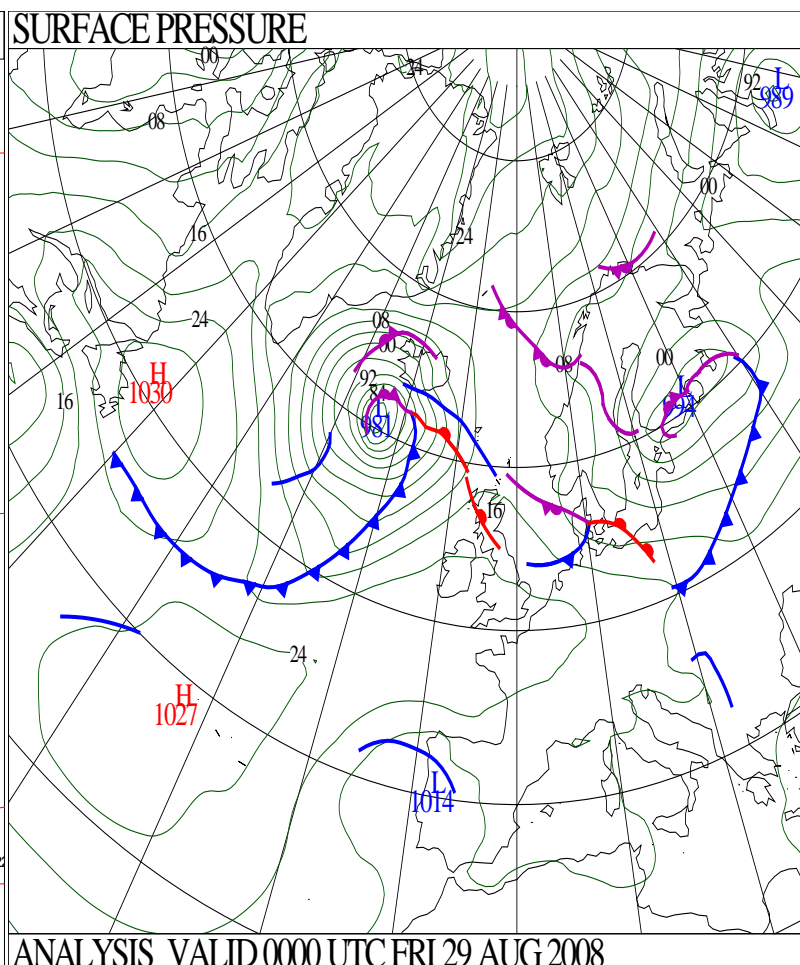 SURFACE PRESSURE
00
24
L
92
989
08
00
16
24
24
08
00
08
00
H
1030
92
16
L
981
L
16
24
H
1027
L
1014
ANALYSIS VALID 0000 UTC FRI 29 AUG 2008